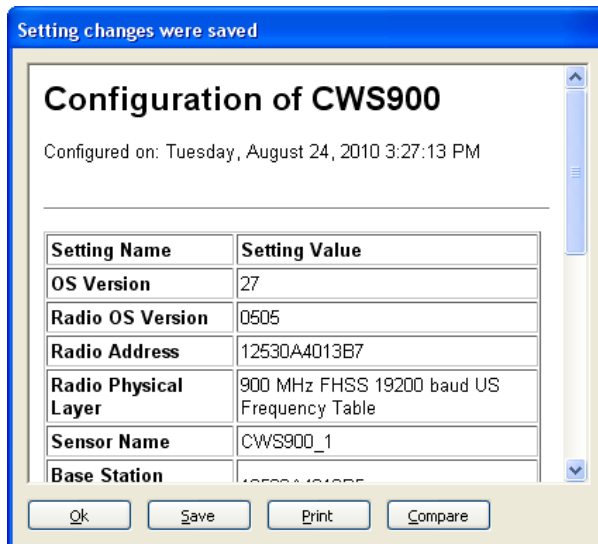 Setting changes were saved
Configuration of CWS900
Configured on: Tuesday, August 24, 2010 3:27:13 PM
Setting Name Setting Value
OS Version 27
Radio OS Version 0505
Radio Address 12530A4013B7
Radio Physical Layer 900 MHz FHSS 19200 baud US Frequency Table
Sensor Name CWS900_1
Base Station
Ok Save Print Compare